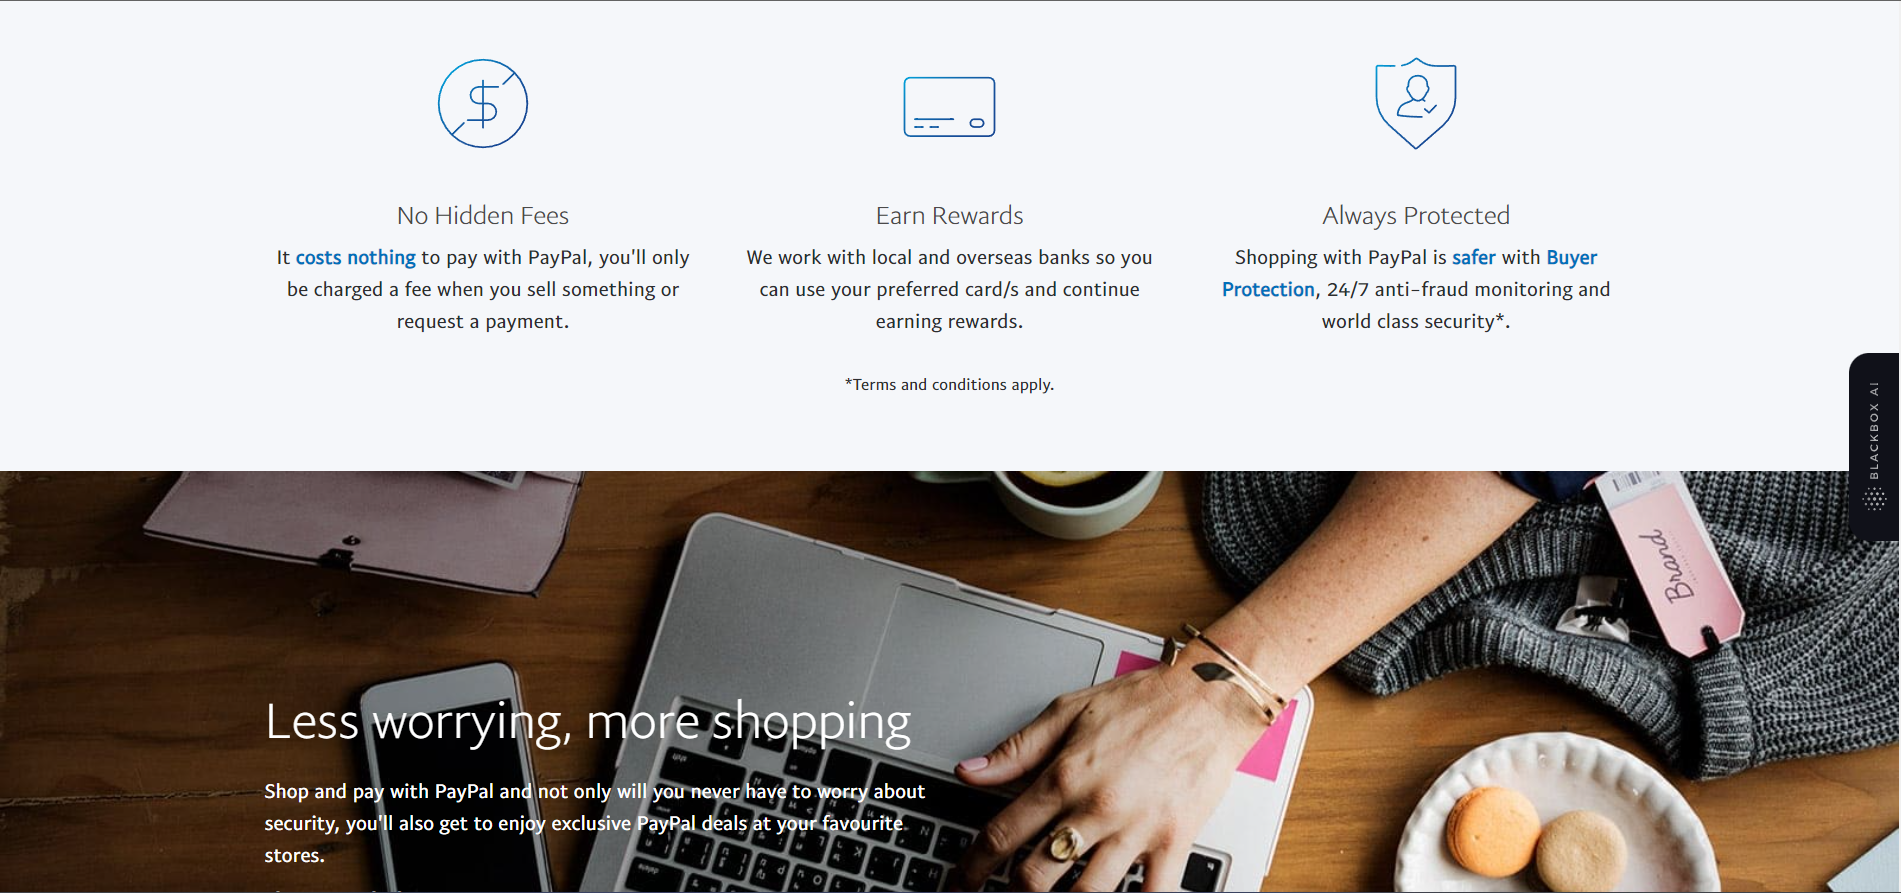 No Hidden Fees
It costs nothing to pay with PayPal, you'll only
be charged a fee when you sell something or
request a payment.
Earn Rewards
We work with local and overseas banks so you
can use your preferred card/s and continue
earning rewards.
Always Protected
Shopping with PayPal is safer with Buyer
Protection, 24/7 anti-fraud monitoring and
world class security*.
*Terms and conditions apply.
BLACKBOX AI
Brand
Less worrying, more shopping
Shop and pay with PayPal and not only will you never have to worry about
security, you'll also get to enjoy exclusive PayPal deals at your favourite
stores.